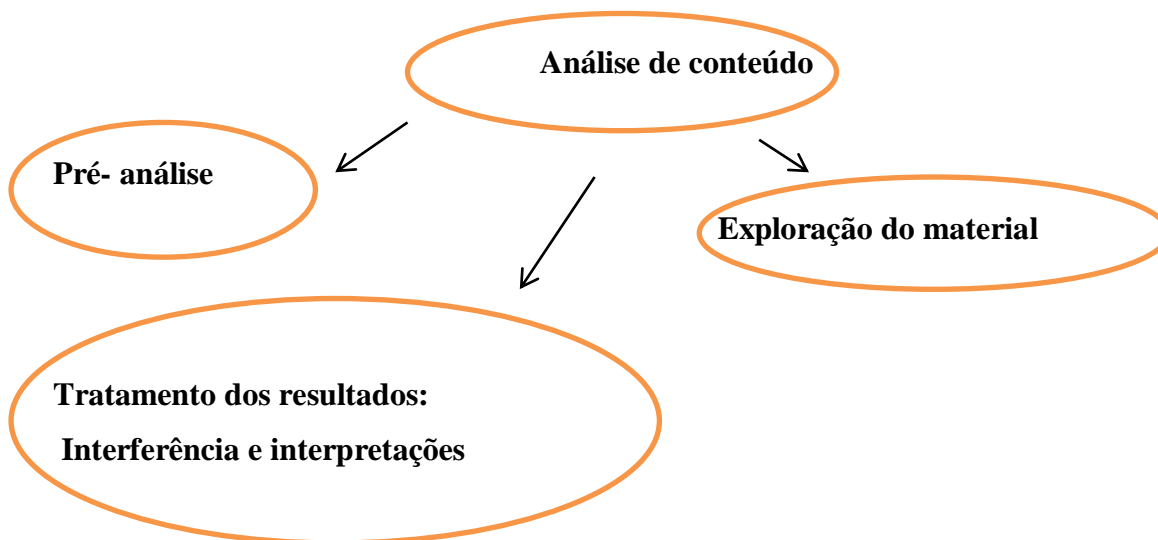 Análise de conteúdo
Pré- análise
Exploração do material
Tratamento dos resultados:
Interferência e interpretações